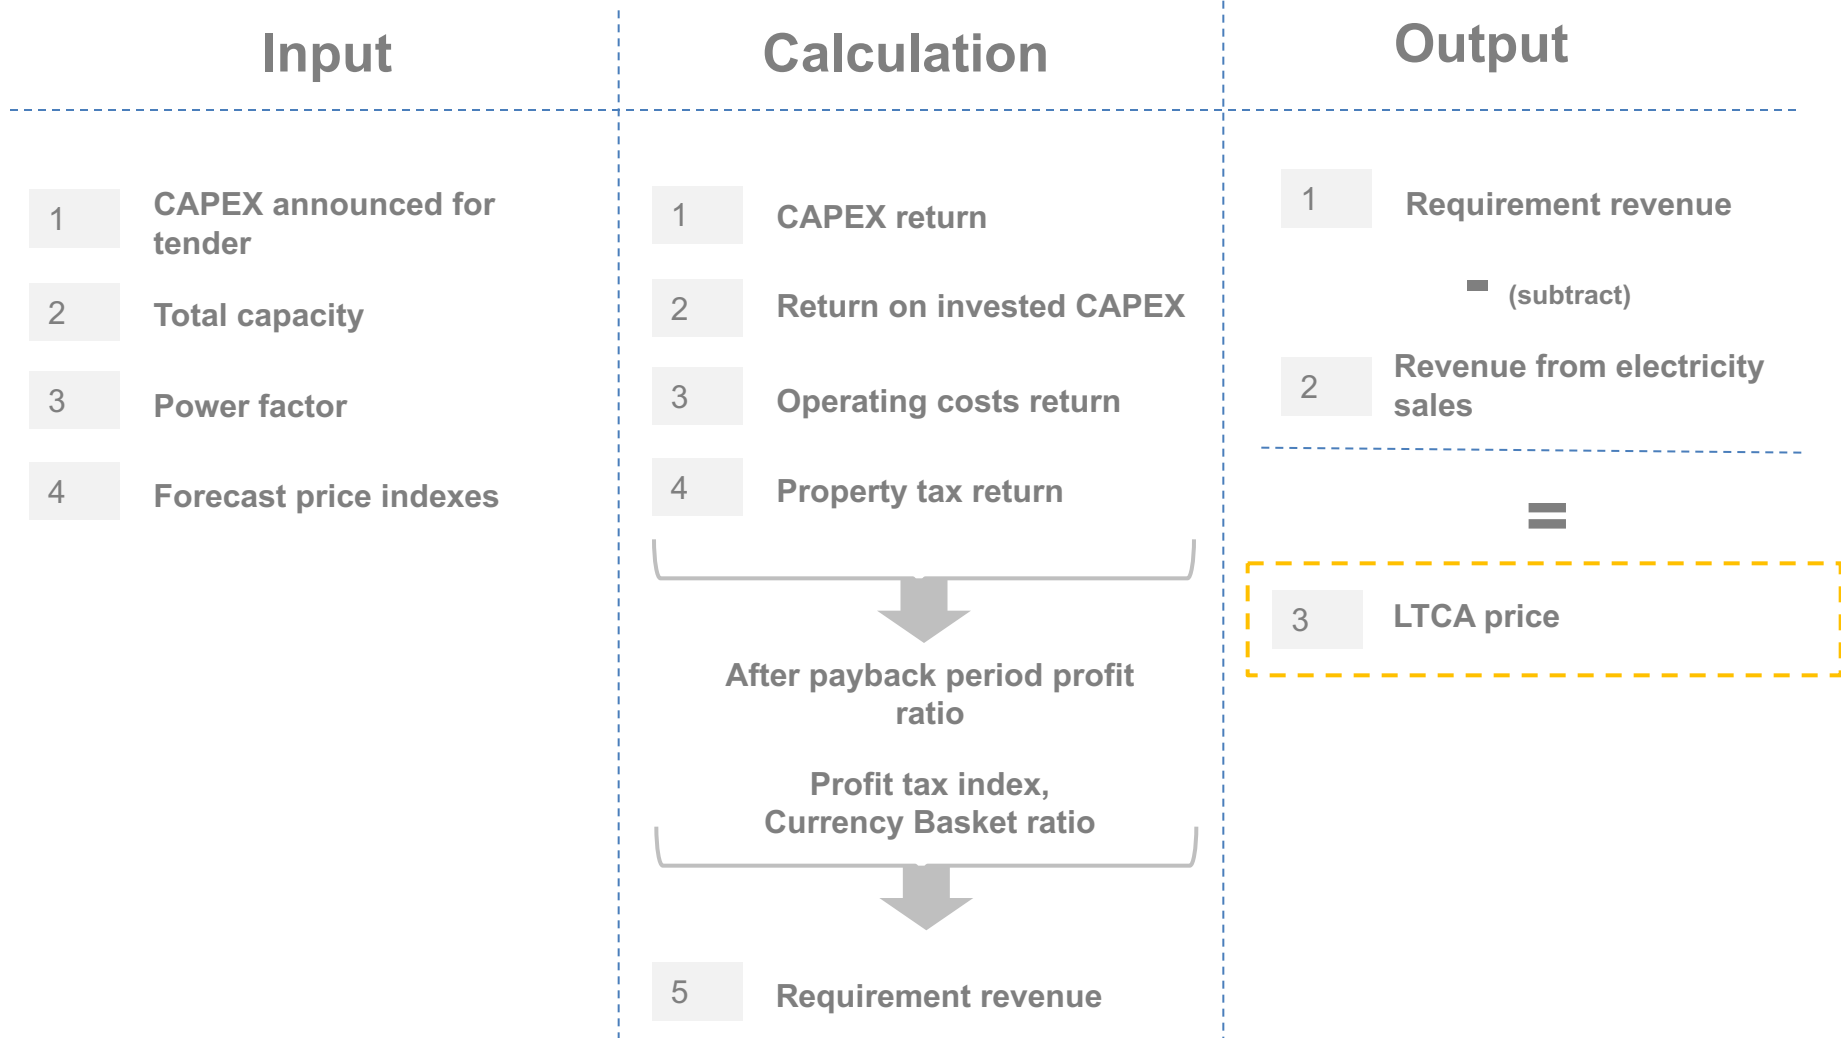 Input
Calculation
Output
1
CAPEX announced for
tender
2
Total capacity
3
Power factor
4
Forecast price indexes
1
CAPEX return
2
Return on invested CAPEX
3
Operating costs return
4
Property tax return
After payback period profit
ratio
Profit tax index,
Currency Basket ratio
5
Requirement revenue
1
Requirement revenue
- (subtract)
2
Revenue from electricity
sales
=
3
LTCA price